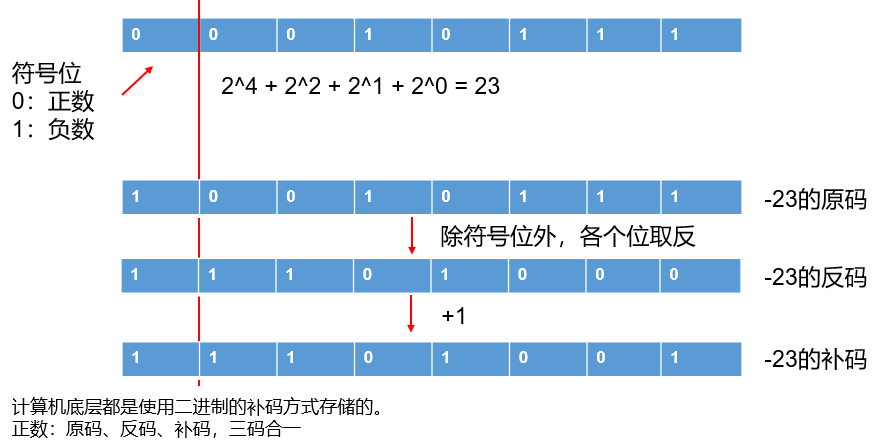 0 0 0 1 0 1 1 1
符号位
0：正数
1：负数
2^4 + 2^2 + 2^1 + 2^0 = 23
1 0 0 1 0 1 1 1 -23的原码
除符号位外，各个位取反
1 1 1 0 1 0 0 0 -23的反码
+1
1 1 1 0 1 0 0 1 -23的补码
计算机底层都是使用二进制的补码方式存储的。
正数：原码、反码、补码，三码合一